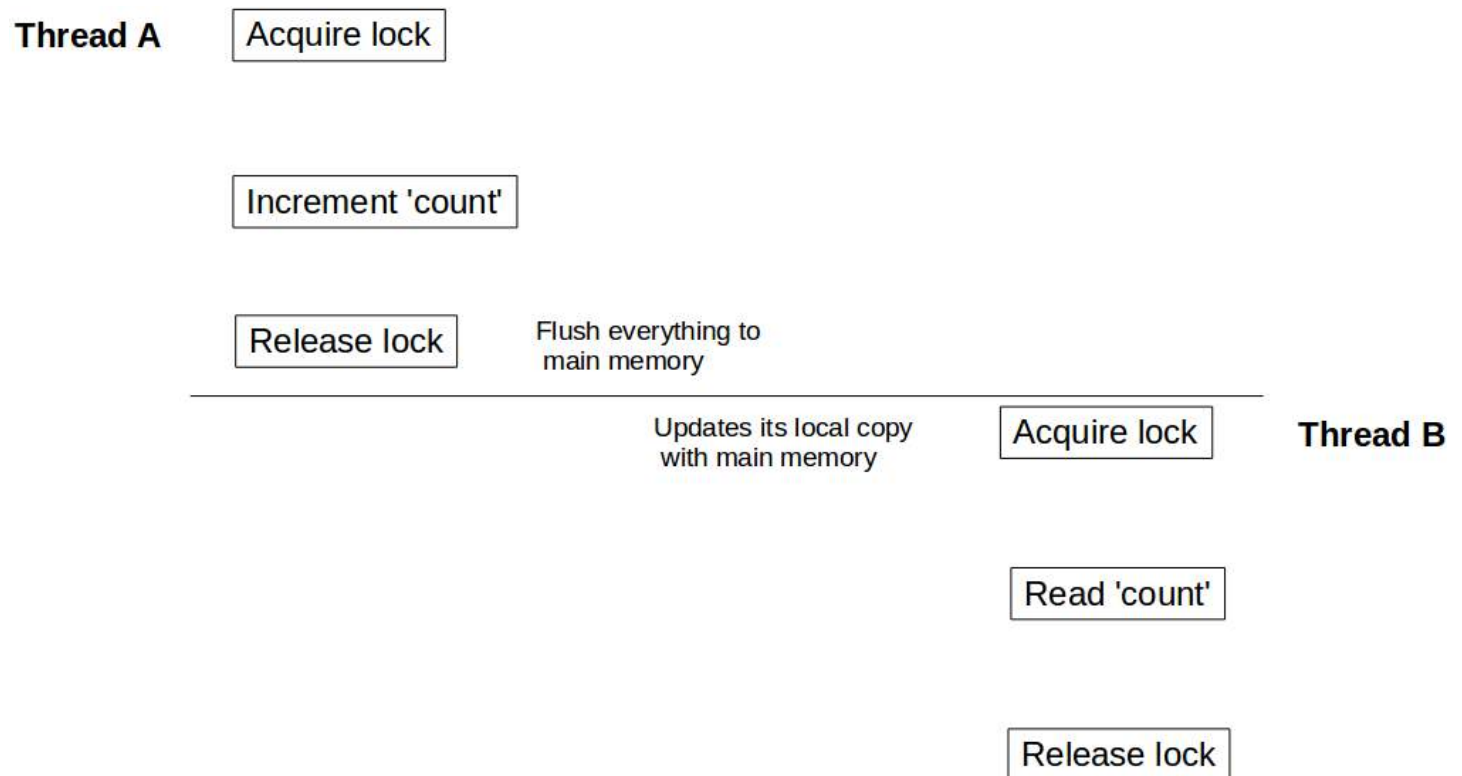 Thread A
Acquire lock
Increment 'count'
Release lock
Flush everything to
main memory
Updates its local copy
with main memory
Acquire lock
Thread B
Read 'count'
Release lock